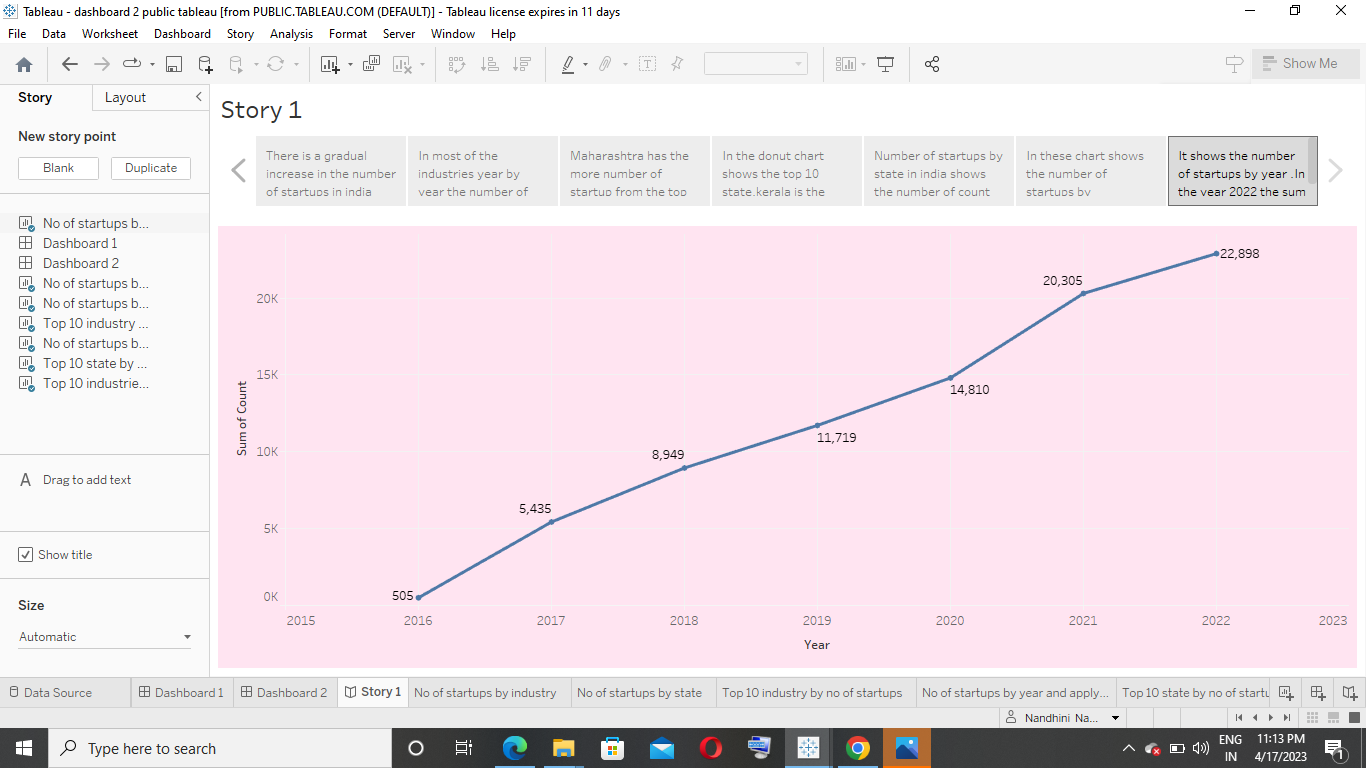 Tableau - dashboard 2 public tableau [from PUBLIC.TABLEAU.COM (DEFAULT)] - Tableau license expires in 11 days
File Data Worksheet Dashboard Story Analysis Format Server Window Help
Show Me
Story Layout
New story point
Blank Duplicate
No of startups b...
Dashboard 1
Dashboard 2
No of startups b...
No of startups b...
Top 10 industry ...
No of startups b...
Top 10 state by ...
Top 10 industrie...
A Drag to add text
Show title
Size
Automatic
Story 1
There is a gradual
increase in the number
of startups in india
In most of the
industries year by
year the number of
Maharashtra has the
more number of
startup from the top
In the donut chart
shows the top 10
state.kerala is the
Number of startups by
state in india shows
the number of count
In these chart shows
the number of
startups by
It shows the number
of startups by year .In
the year 2022 the sum
22,898
20,305
20K
15K
14,810
11,719
10K
8,949
5,435
5K
505
0K
Sum of Count
2015 2016 2017 2018 2019 2020 2021 2022 2023
Year
Data Source Dashboard 1 Dashboard 2 Story 1 No of startups by industry No of startups by state Top 10 industry by no of startups No of startups by year and apply... Top 10 state by no of startu
Nandhini Na...
Type here to search
ENG
IN
11:13 PM
4/17/2023
1